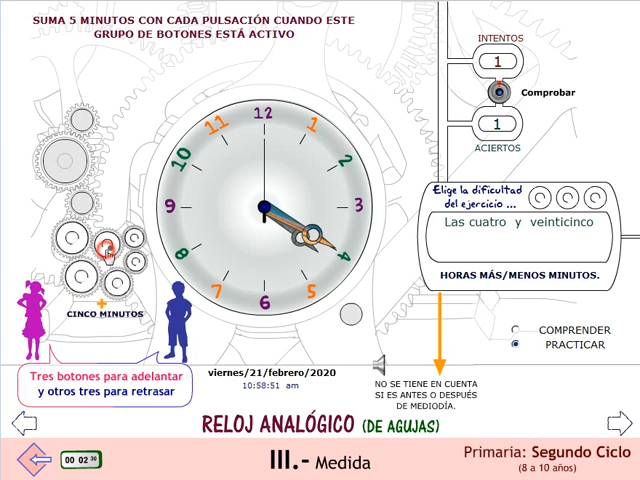 SUMA 5 MINUTOS CON CADA PULSACIÓN CUANDO ESTE
GRUPO DE BOTONES ESTÁ ACTIVO
INTENTOS
1
Comprobar
1
ACIERTOS
Elige la dificultad
del ejercicio ...
Las cuatro y veinticinco
HORAS MÁS/MENOS MINUTOS.
12
1
2
3
4
5
6
7
8
9
10
11
+
CINCO MINUTOS
COMPRENDER
PRACTICAR
Tres botones para adelantar
y otros tres para retrasar
viernes/21/febrero/2020
10:58:51 am
NO SE TIENE EN CUENTA
SI ES ANTES O DESPUÉS
DE MEDIODÍA.
RELOJ ANALÓGICO (DE AGUJAS)
00 02 30
III.- Medida
Primaria: Segundo Ciclo
(8 a 10 años)